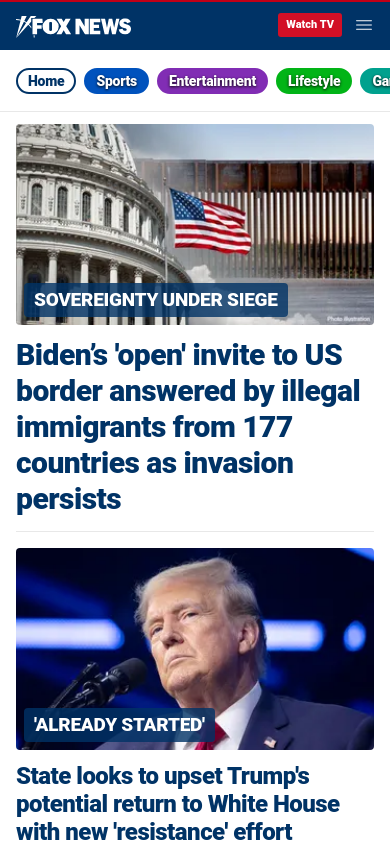 FOX NEWS
Watch TV
Home
Sports
Entertainment
Lifestyle
Ga
SOVEREIGNTY UNDER SIEGE
Photo Illustration
Biden’s 'open' invite to US
border answered by illegal
immigrants from 177
countries as invasion
persists
'ALREADY STARTED'
State looks to upset Trump's
potential return to White House
with new 'resistance' effort